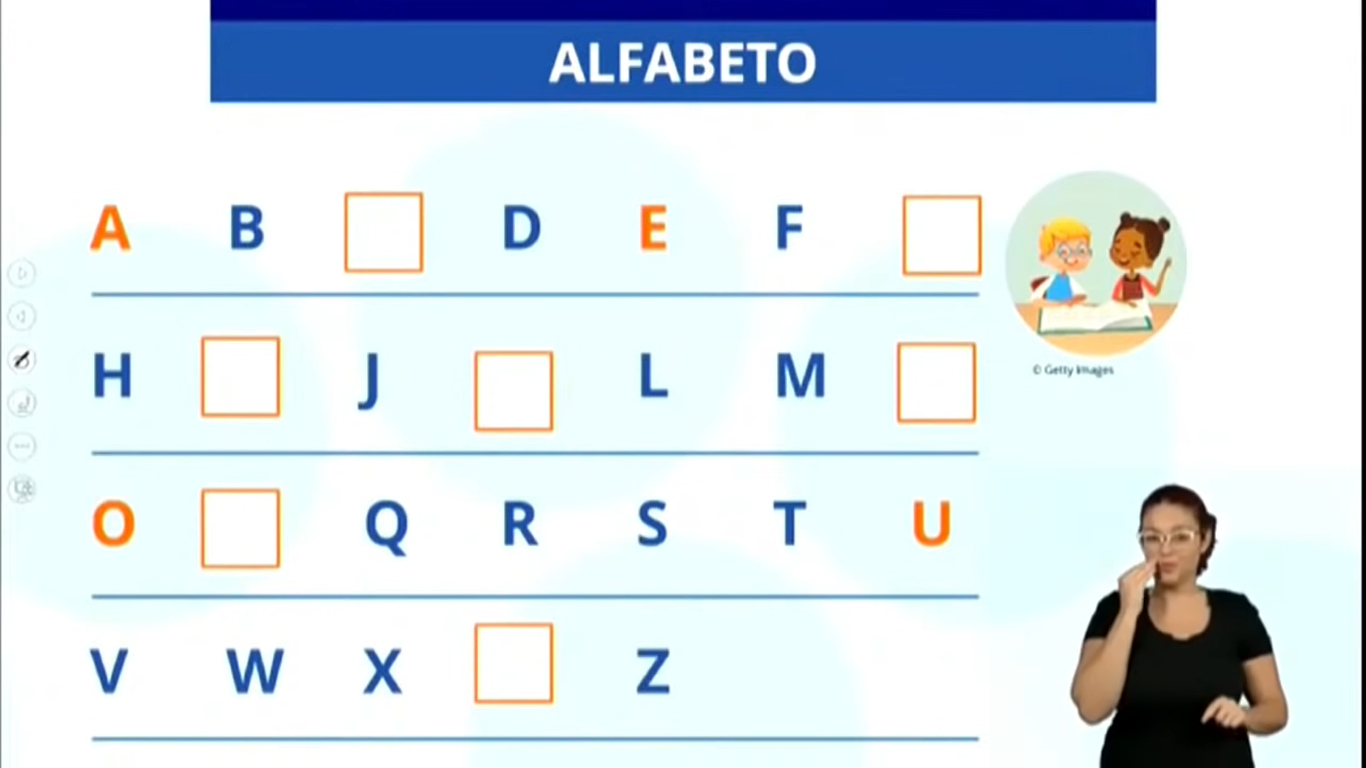 ALFABETO
A B D E F
H J L M
© Getty Images
O Q R S T U
V W X Z